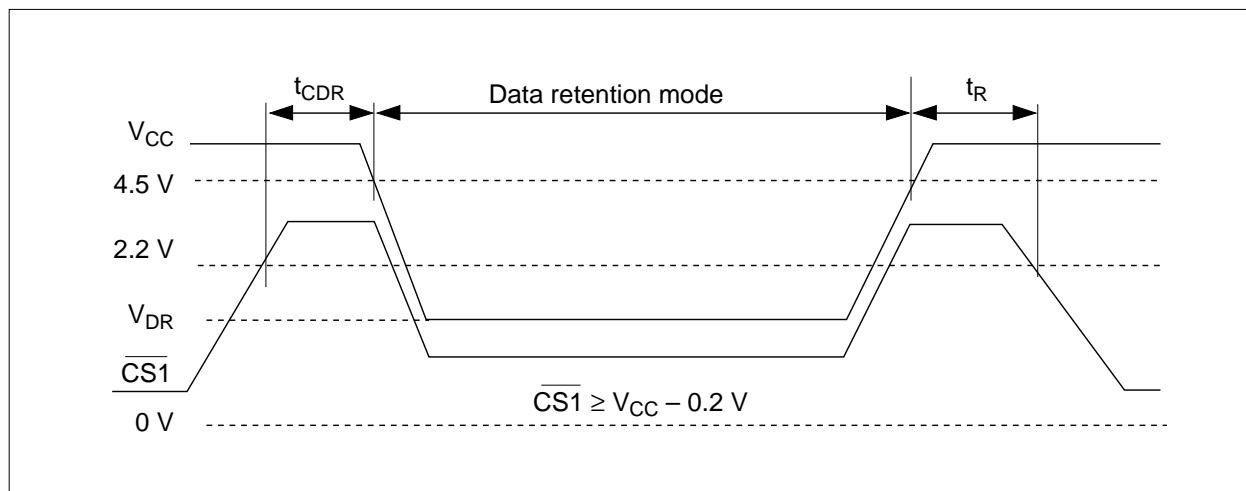 tCDR
Data retention mode
tR
VCC
4.5 V
2.2 V
VDR
CS1
CS1 ≥ VCC – 0.2 V
0 V